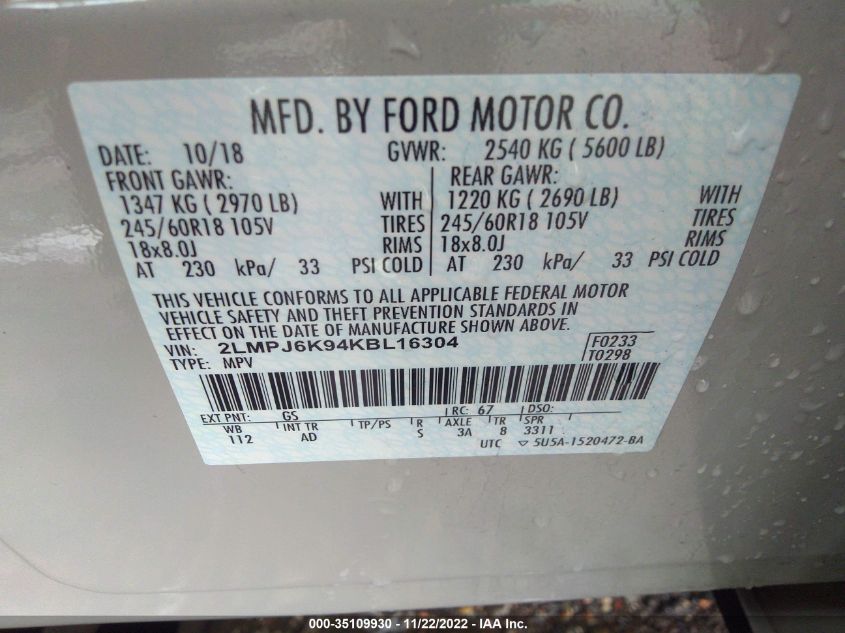 MFD. BY FORD MOTOR CO.
DATE: 10/18 GVWR: 2540 KG ( 5600 LB)
FRONT GAWR: REAR GAWR:
1347 KG ( 2970 LB) WITH 1220 KG ( 2690 LB) WITH
245/60R18 105V TIRES 245/60R18 105V TIRES
18x8.0J RIMS 18x8.0J RIMS
AT 230 kPa/ 33 PSI COLD AT 230 kPa/ 33 PSI COLD
THIS VEHICLE CONFORMS TO ALL APPLICABLE FEDERAL MOTOR
VEHICLE SAFETY AND THEFT PREVENTION STANDARDS IN
EFFECT ON THE DATE OF MANUFACTURE SHOWN ABOVE.
VIN: 2LMPJ6K94KBL16304 F0233
TYPE: MPV T0298
EXT PNT: GS RC: 67 DSO:
WB INT TR TP/PS R AXLE TR SPR
112 AD S 3A 8 3311
UTC ▽ 5U5A-1520472-BA
000-35109930 - 11/22/2022 - IAA Inc.